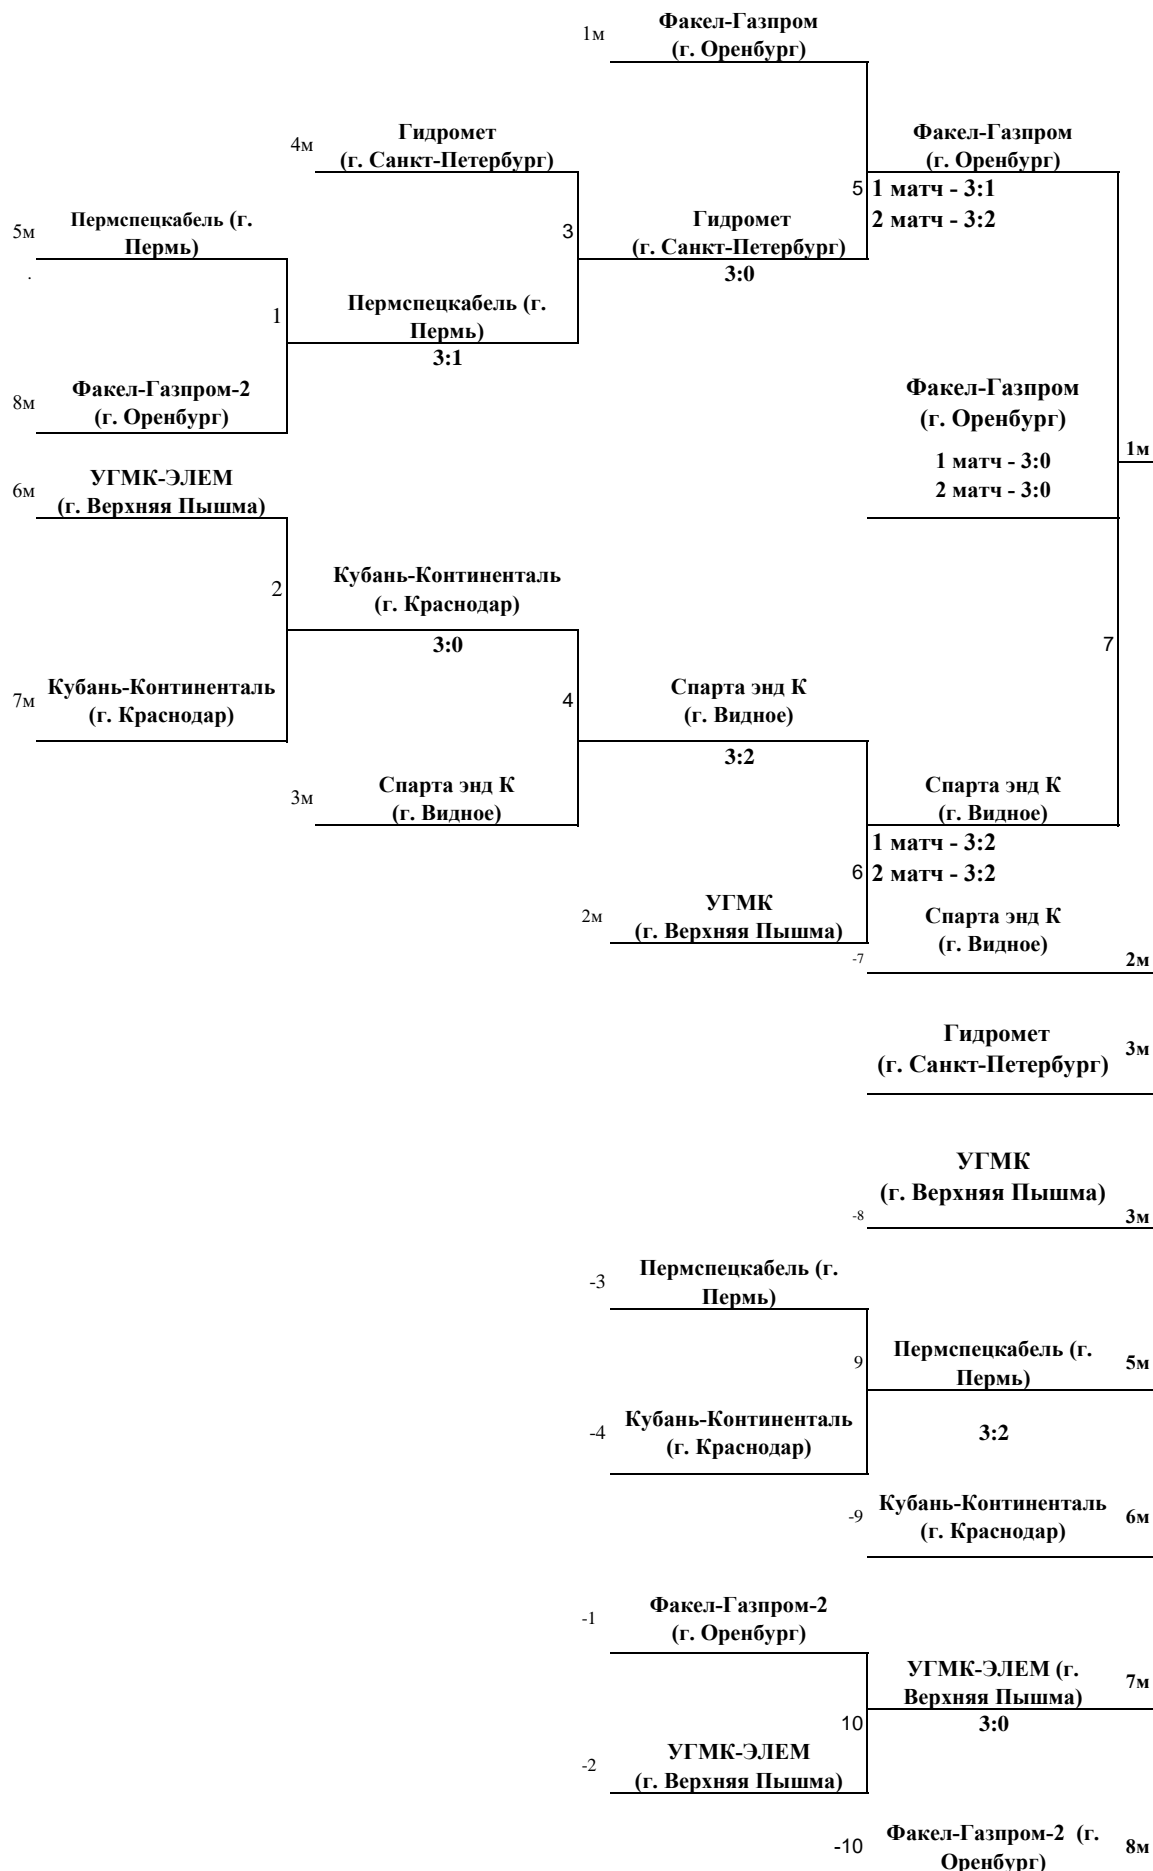 1м
Факел-Газпром
(г. Оренбург)
4м
Гидромет
(г. Санкт-Петербург)
Факел-Газпром
(г. Оренбург)
5
1 матч - 3:1
2 матч - 3:2
5м
Пермспецкабель (г.
Пермь)
.
3
Гидромет
(г. Санкт-Петербург)
3:0
1
Пермспецкабель (г.
Пермь)
3:1
8м
Факел-Газпром-2
(г. Оренбург)
Факел-Газпром
(г. Оренбург)
1 матч - 3:0
2 матч - 3:0
1м
6м
УГМК-ЭЛЕМ
(г. Верхняя Пышма)
2
Кубань-Континенталь
(г. Краснодар)
3:0
7
7м
Кубань-Континенталь
(г. Краснодар)
4
Спарта энд К
(г. Видное)
3:2
3м
Спарта энд К
(г. Видное)
Спарта энд К
(г. Видное)
1 матч - 3:2
6
2 матч - 3:2
2м
УГМК
(г. Верхняя Пышма)
-7
Спарта энд К
(г. Видное)
2м
Гидромет
(г. Санкт-Петербург)
3м
УГМК
(г. Верхняя Пышма)
-8
3м
-3
Пермспецкабель (г.
Пермь)
9
Пермспецкабель (г.
Пермь)
5м
-4
Кубань-Континенталь
(г. Краснодар)
3:2
-9
Кубань-Континенталь
(г. Краснодар)
6м
-1
Факел-Газпром-2
(г. Оренбург)
УГМК-ЭЛЕМ (г.
Верхняя Пышма)
7м
10
3:0
-2
УГМК-ЭЛЕМ
(г. Верхняя Пышма)
-10
Факел-Газпром-2 (г.
Оренбург)
8м